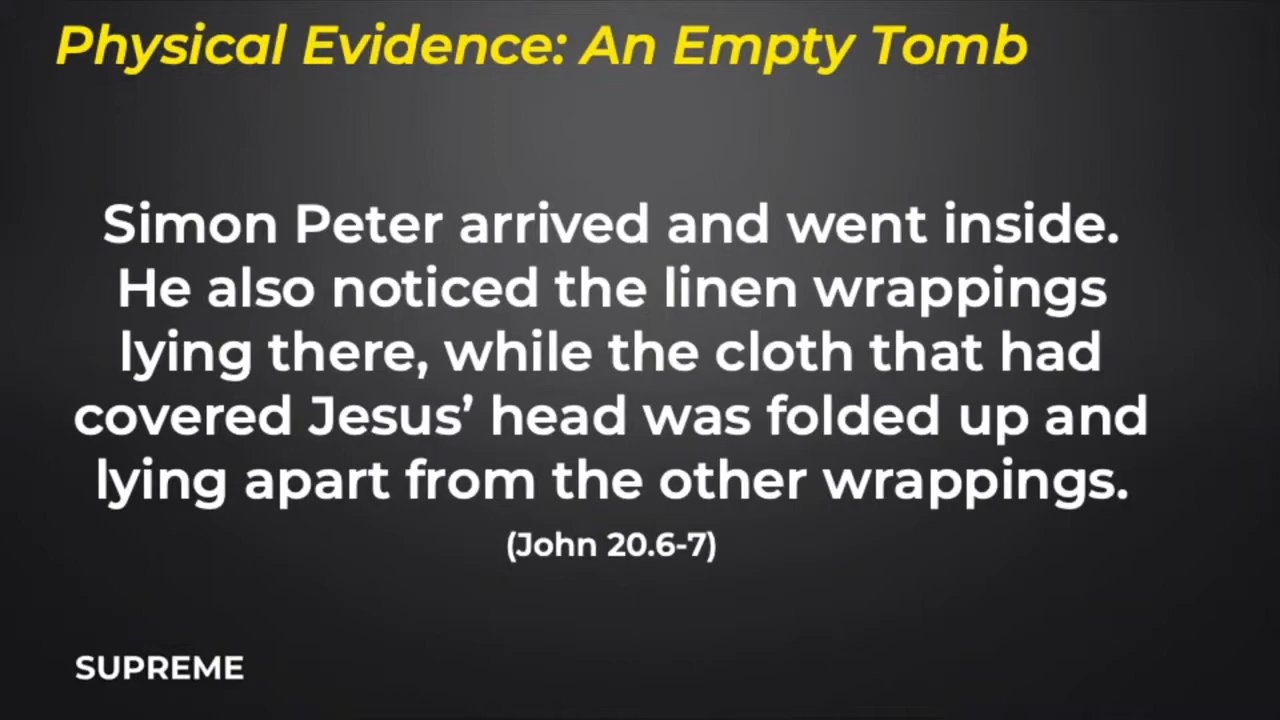 Physical Evidence: An Empty Tomb
Simon Peter arrived and went inside.
He also noticed the linen wrappings
lying there, while the cloth that had
covered Jesus’ head was folded up and
lying apart from the other wrappings.
(John 20.6-7)
SUPREME